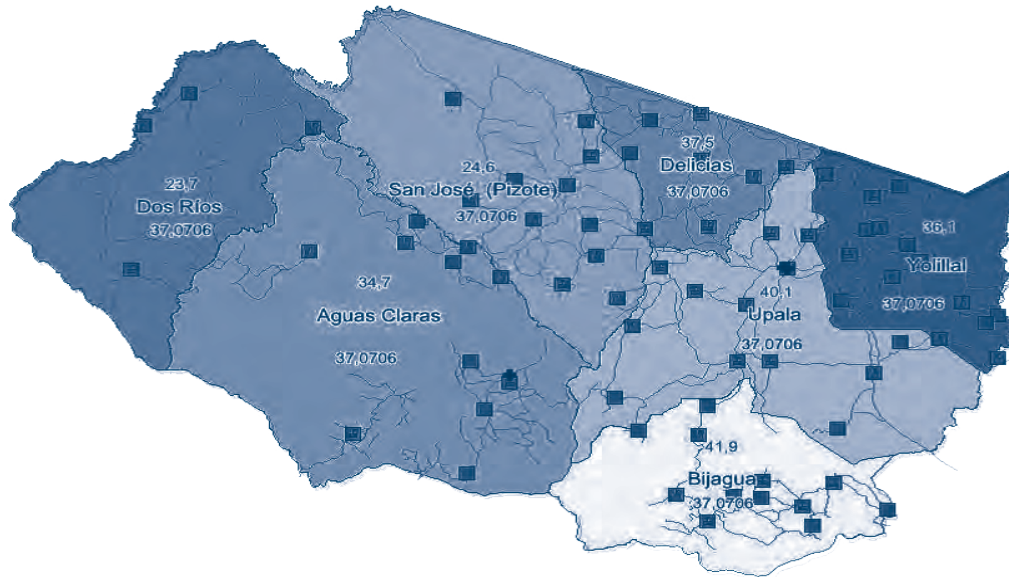 23,7
Dos Ríos
37,0706
24,6
San José, (Pizote)
37,0706
37,5
Delicias
37,0706
36,1
Yolillal
37,0706
34,7
Aguas Claras
37,0706
40,1
Upala
37,0706
41,9
Bijagua
37,0706